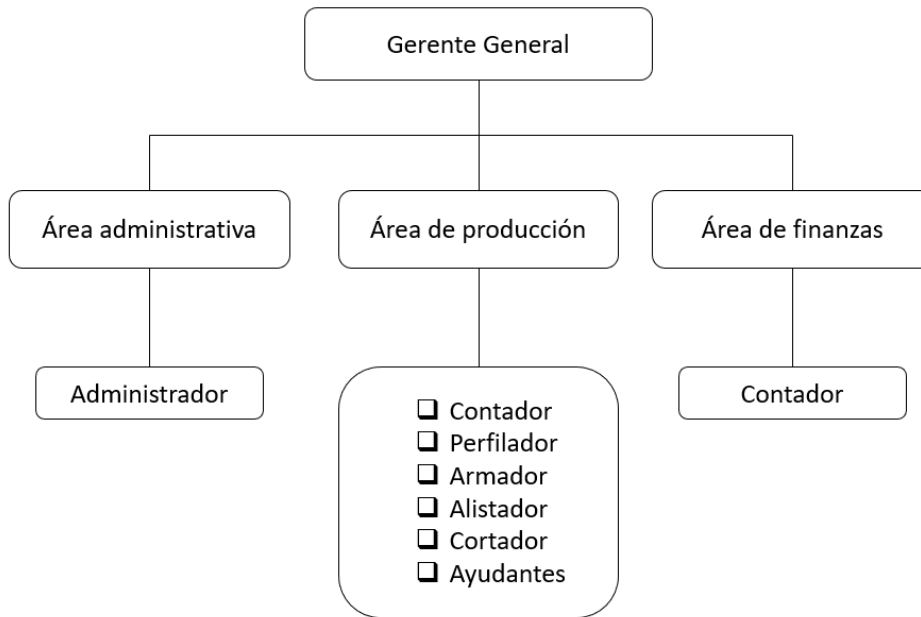 Gerente General
Área administrativa
Área de producción
Área de finanzas
Administrador
Contador
Perfilador
Armador
Alistador
Cortador
Ayudantes
Contador